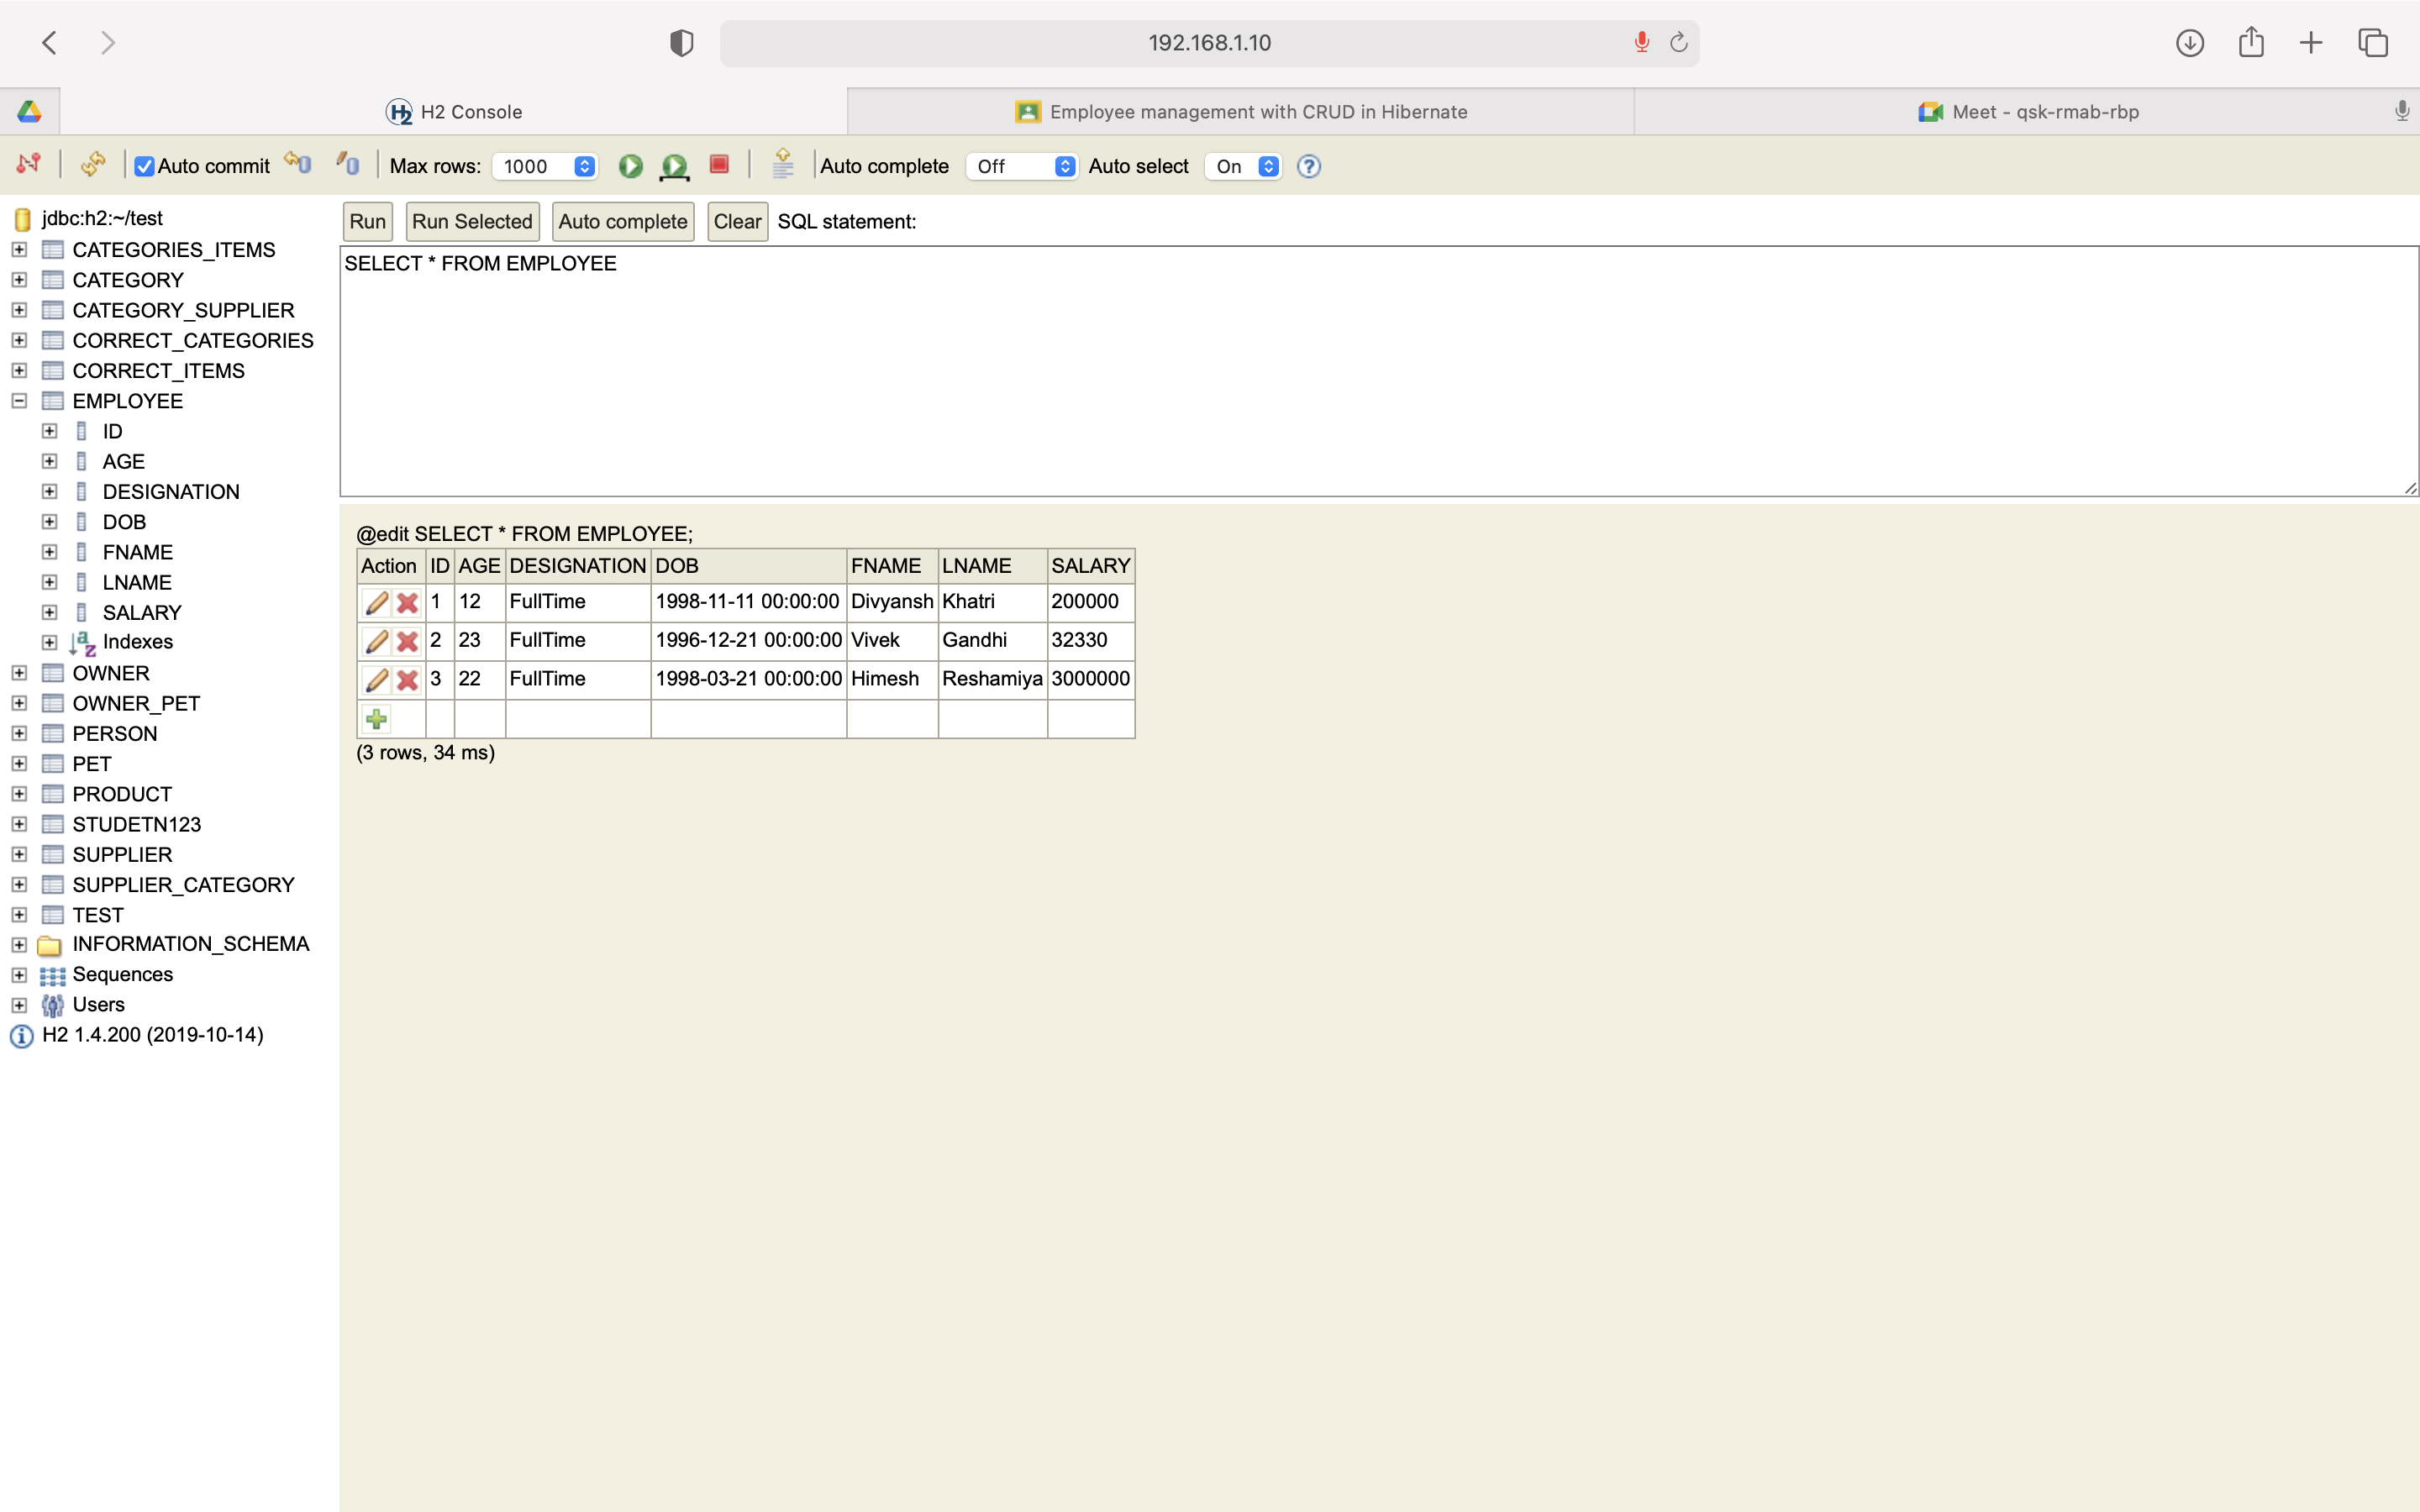 192.168.1.10
H2 Console
Employee management with CRUD in Hibernate
Meet - qsk-rmab-rbp
Auto commit
Max rows: 1000
Auto complete Off
Auto select On
jdbc:h2:~/test
CATEGORIES_ITEMS
CATEGORY
CATEGORY_SUPPLIER
CORRECT_CATEGORIES
CORRECT_ITEMS
EMPLOYEE
ID
AGE
DESIGNATION
DOB
FNAME
LNAME
SALARY
Indexes
OWNER
OWNER_PET
PERSON
PET
PRODUCT
STUDETN123
SUPPLIER
SUPPLIER_CATEGORY
TEST
INFORMATION_SCHEMA
Sequences
Users
H2 1.4.200 (2019-10-14)
Run Run Selected Auto complete Clear SQL statement:
SELECT * FROM EMPLOYEE
@edit SELECT * FROM EMPLOYEE;
Action ID AGE DESIGNATION DOB FNAME LNAME SALARY
1 12 FullTime 1998-11-11 00:00:00 Divyansh Khatri 200000
2 23 FullTime 1996-12-21 00:00:00 Vivek Gandhi 32330
3 22 FullTime 1998-03-21 00:00:00 Himesh Reshamiya 3000000
(3 rows, 34 ms)